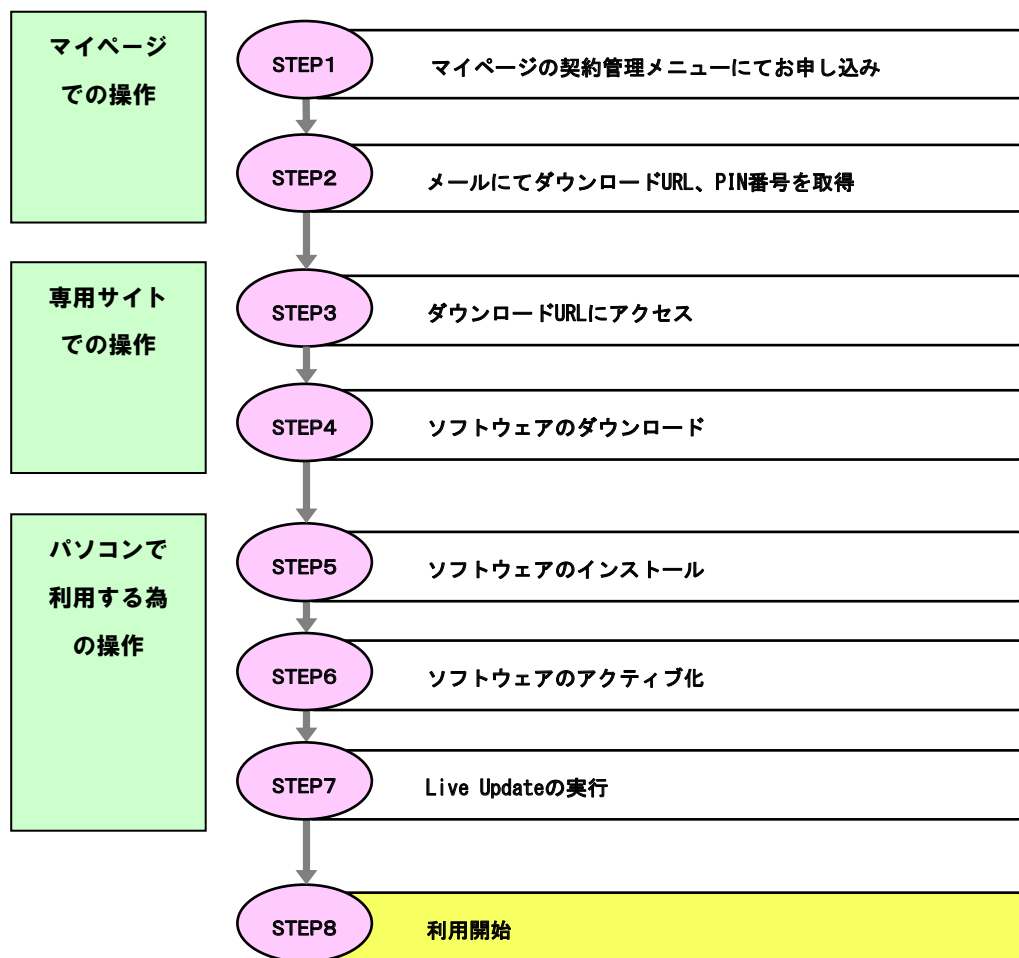 マイページ
での操作
STEP1
マイページの契約管理メニューにてお申し込み
STEP2
メールにてダウンロードURL、PIN番号を取得
専用サイト
での操作
STEP3
ダウンロードURLにアクセス
STEP4
ソフトウェアのダウンロード
パソコンで
利用する為
の操作
STEP5
ソフトウェアのインストール
STEP6
ソフトウェアのアクティブ化
STEP7
Live Updateの実行
STEP8
利用開始